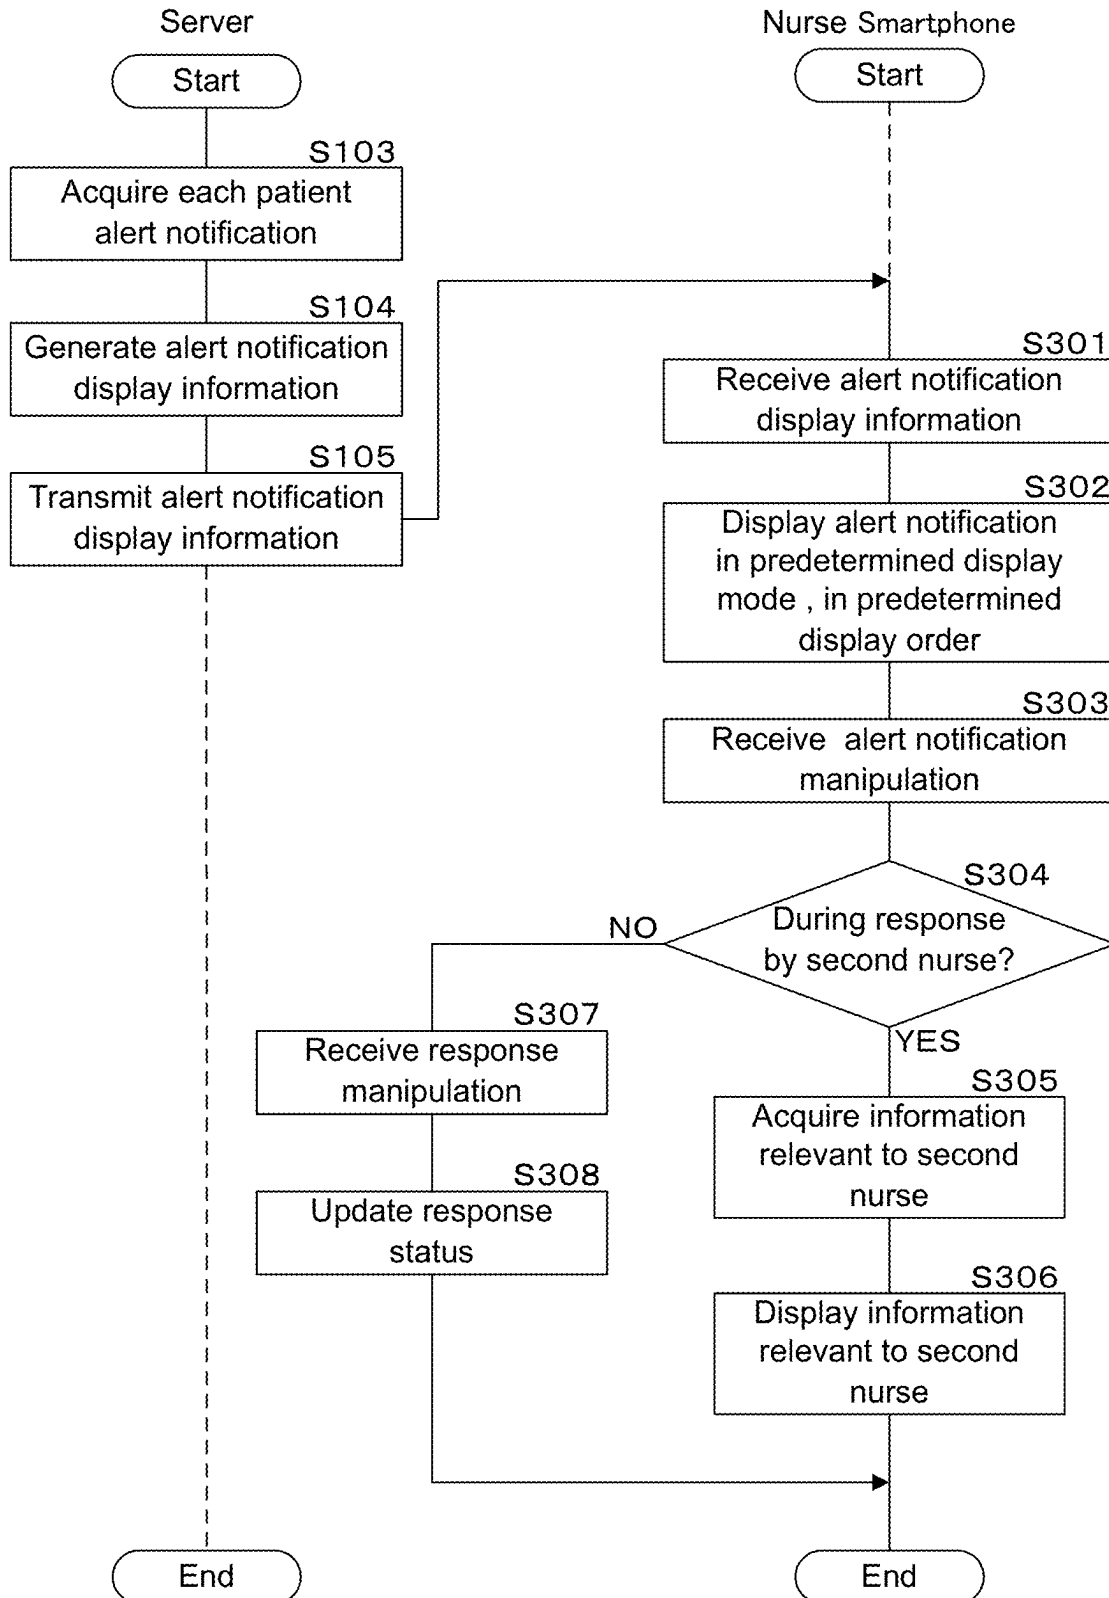 Server
Start
S103
Acquire each patient
alert notification
S104
Generate alert notification
display information
S105
Transmit alert notification
display information
End
Nurse Smartphone
Start
S301
Receive alert notification
display information
S302
Display alert notification
in predetermined display
mode , in predetermined
display order
S303
Receive alert notification
manipulation
S304
During response
by second nurse?
NO
YES
S307
Receive response
manipulation
S308
Update response
status
S305
Acquire information
relevant to second
nurse
S306
Display information
relevant to second
nurse
End